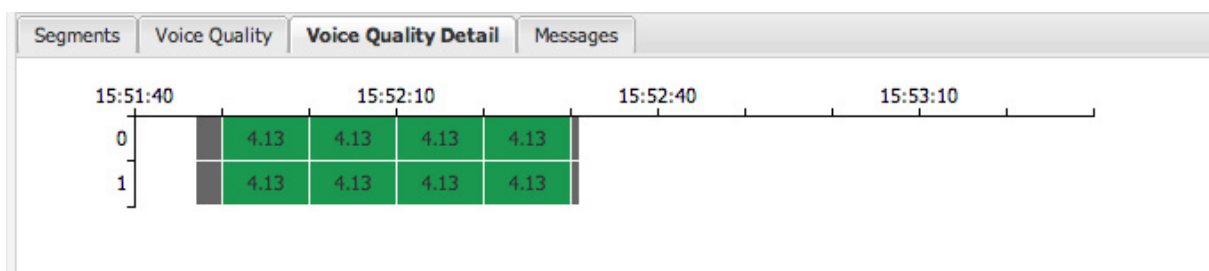 Segments Voice Quality Voice Quality Detail Messages
15:51:40 15:52:10 15:52:40 15:53:10
0 4.13 4.13 4.13 4.13
1 4.13 4.13 4.13 4.13